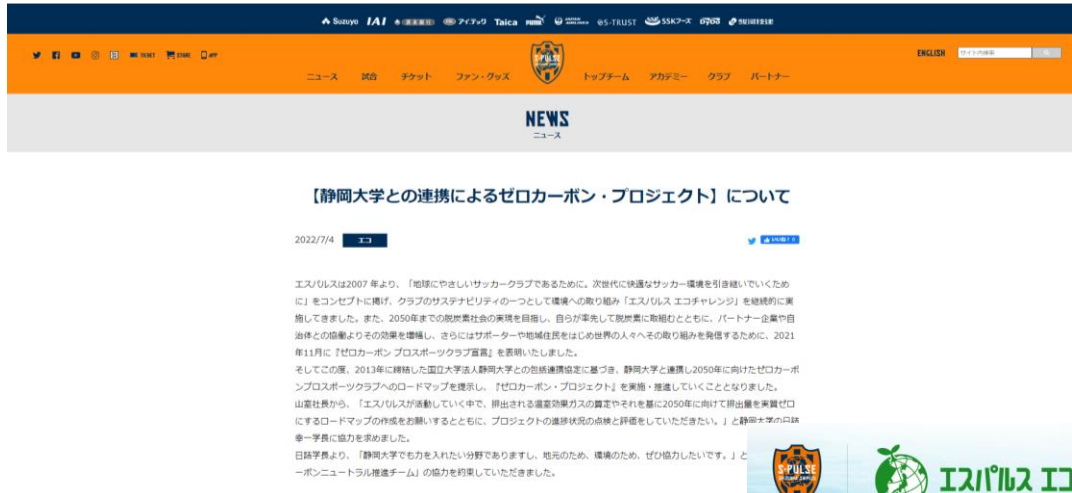 Suzuyo IAI アイ.テック Taica PUMA S-TRUST SSKフーズ
TICKET STORE APP
S-PULSE
ENGLISH サイト内検索
ニュース 試合 チケット ファン・グッズ トップチーム アカデミー クラブ パートナー
NEWS
ニュース
【静岡大学との連携によるゼロカーボン・プロジェクト】について
2022/7/4 エコ
エスパルスは2007 年より、「地球にやさしいサッカークラブであるために。次世代に快適なサッカー環境を引き継いでいくため
に」をコンセプトに掲げ、クラブのサステナビリティの一つとして環境への取り組み「エスパルス エコチャレンジ」を継続的に実
施してきました。また、2050年までの脱炭素社会の実現を目指し、自らが率先して脱炭素に取組むとともに、パートナー企業や自
治体との協働よりその効果を増幅し、さらにはサポーターや地域住民をはじめ世界の人々へその取り組みを発信するために、2021
年11月に『ゼロカーボン プロスポーツクラブ宣言』を表明いたしました。
そしてこの度、2013年に締結した国立大学法人静岡大学との包括連携協定に基づき、静岡大学と連携し2050年に向けたゼロカーボ
ンプロスポーツクラブへのロードマップを提示し、『ゼロカーボン・プロジェクト』を実施・推進していくこととなりました。
山室社長から、「エスパルスが活動していく中で、排出される温室効果ガスの算定やそれを基に2050年に向けて排出量を実質ゼロ
にするロードマップの作成をお願いするとともに、プロジェクトの進捗状況の点検と評価をしていただきたい。」と静岡大学の日詰
幸一学長に協力を求めました。
日詰学長より、「静岡大学でも力を入れたい分野でありますし、地元のため、環境のため、ぜひ協力したいです。」と
ーボンニュートラル推進チーム」の協力を約束していただきました。
S-PULSE
エスパルス エコ